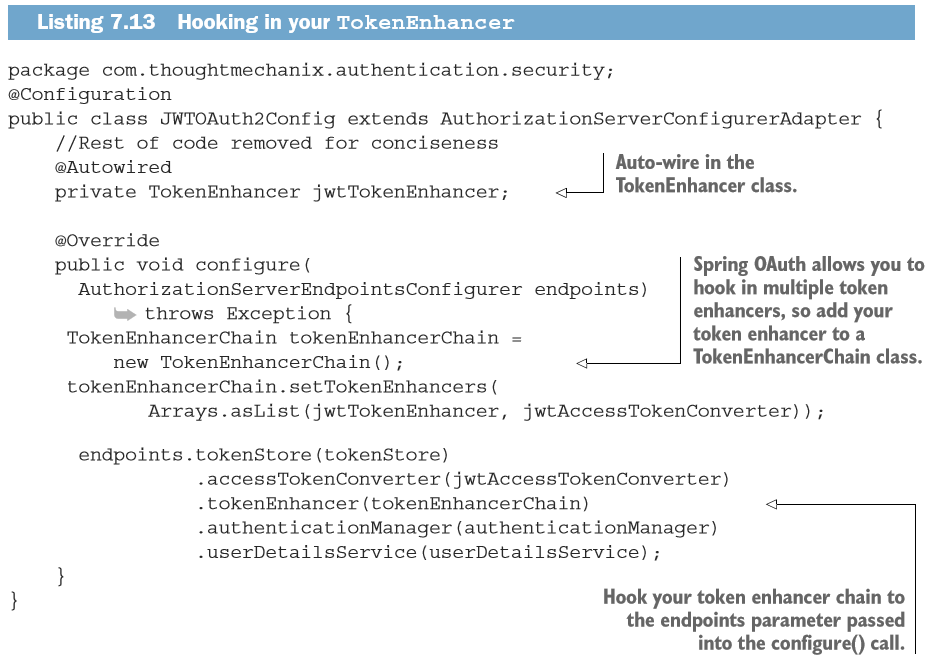 Listing 7.13 Hooking in your TokenEnhancer
package com.thoughtmechanix.authentication.security;
@Configuration
public class JWTOAuth2Config extends AuthorizationServerConfigurerAdapter {
//Rest of code removed for conciseness
@Autowired
private TokenEnhancer jwtTokenEnhancer;
Auto-wire in the
TokenEnhancer class.
@Override
public void configure(
AuthorizationServerEndpointsConfigurer endpoints)
throws Exception {
TokenEnhancerChain tokenEnhancerChain =
new TokenEnhancerChain();
tokenEnhancerChain.setTokenEnhancers(
Arrays.asList(jwtTokenEnhancer, jwtAccessTokenConverter));
Spring OAuth allows you to
hook in multiple token
enhancers, so add your
token enhancer to a
TokenEnhancerChain class.
endpoints.tokenStore(tokenStore)
.accessTokenConverter(jwtAccessTokenConverter)
.tokenEnhancer(tokenEnhancerChain)
.authenticationManager(authenticationManager)
.userDetailsService(userDetailsService);
}
}
Hook your token enhancer chain to
the endpoints parameter passed
into the configure() call.